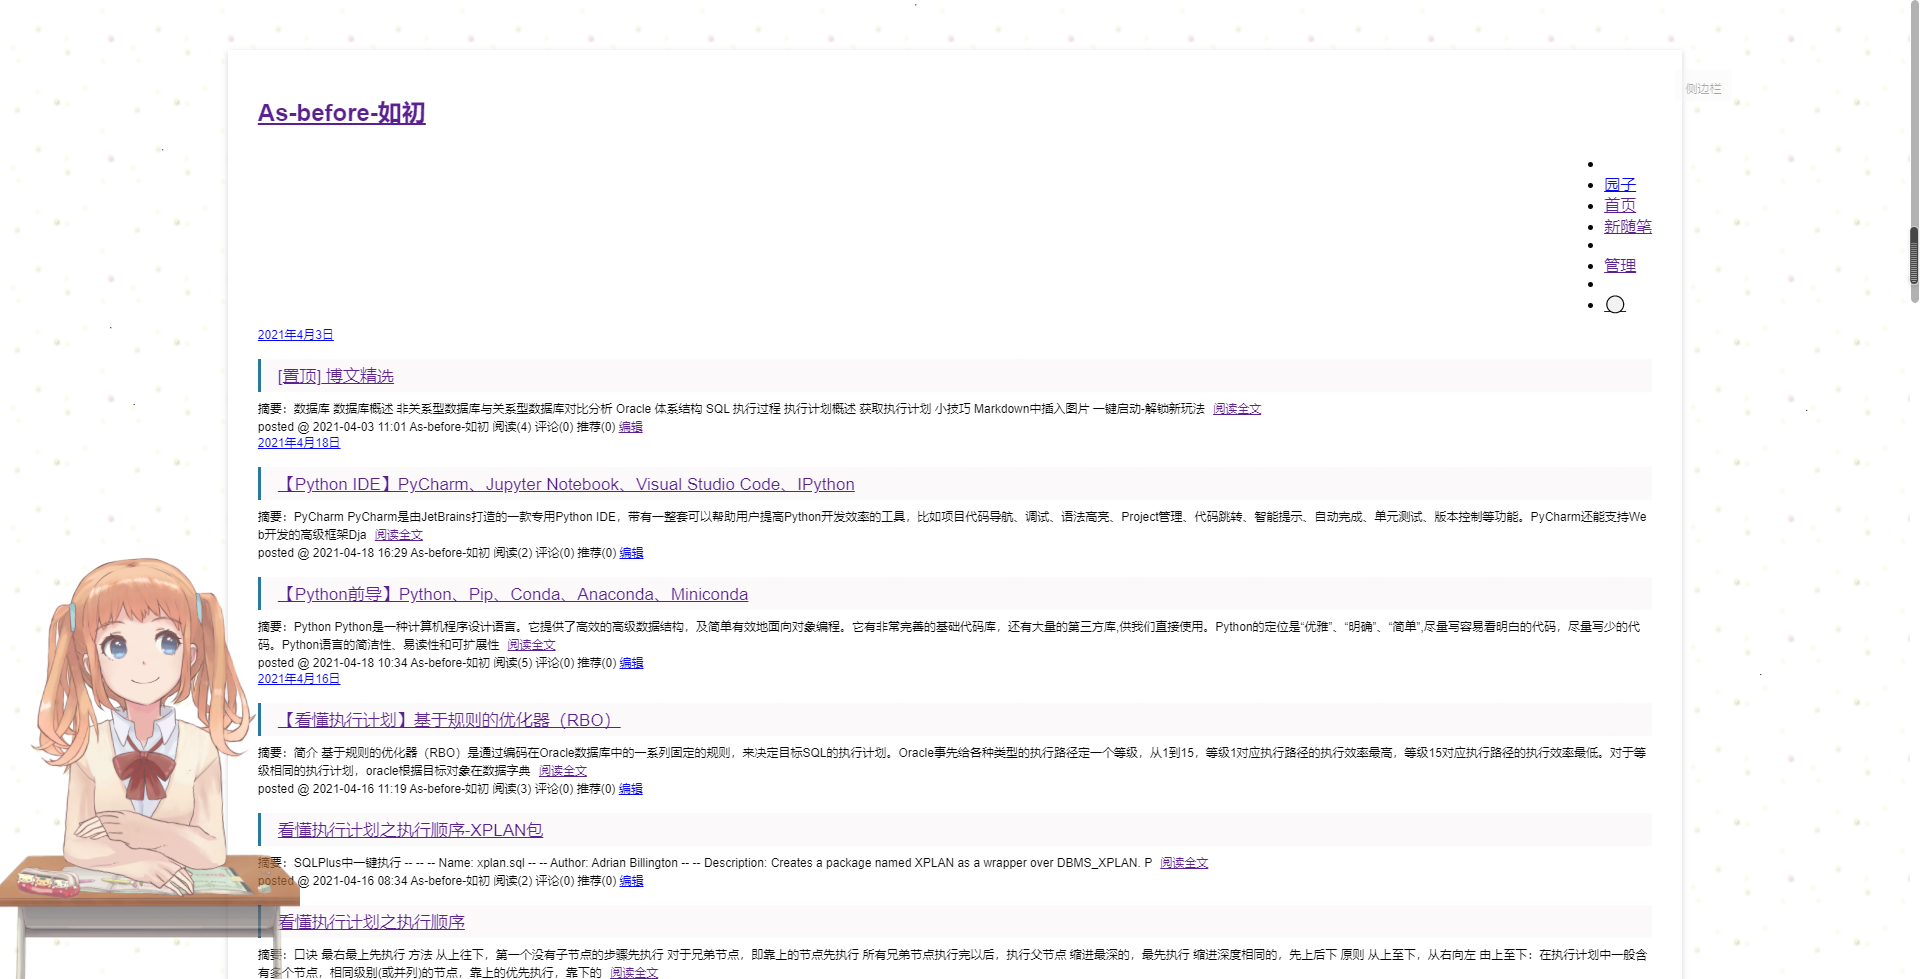 侧边栏
As-before-如初
园子
首页
新随笔
管理
2021年4月3日
[置顶] 博文精选
摘要：数据库 数据库概述 非关系型数据库与关系型数据库对比分析 Oracle 体系结构 SQL 执行过程 执行计划概述 获取执行计划 小技巧 Markdown中插入图片 一键启动-解锁新玩法 阅读全文
posted @ 2021-04-03 11:01 As-before-如初 阅读(4) 评论(0) 推荐(0) 编辑
2021年4月18日
【Python IDE】PyCharm、Jupyter Notebook、Visual Studio Code、IPython
摘要：PyCharm PyCharm是由JetBrains打造的一款专用Python IDE，带有一整套可以帮助用户提高Python开发效率的工具，比如项目代码导航、调试、语法高亮、Project管理、代码跳转、智能提示、自动完成、单元测试、版本控制等功能。PyCharm还能支持We
b开发的高级框架Dja 阅读全文
posted @ 2021-04-18 16:29 As-before-如初 阅读(2) 评论(0) 推荐(0) 编辑
【Python前导】Python、Pip、Conda、Anaconda、Miniconda
摘要：Python Python是一种计算机程序设计语言。它提供了高效的高级数据结构，及简单有效地面向对象编程。它有非常完善的基础代码库，还有大量的第三方库,供我们直接使用。Python的定位是“优雅”、“明确”、“简单”,尽量写容易看明白的代码，尽量写少的代
码。Python语言的简洁性、易读性和可扩展性 阅读全文
posted @ 2021-04-18 10:34 As-before-如初 阅读(5) 评论(0) 推荐(0) 编辑
2021年4月16日
【看懂执行计划】基于规则的优化器（RBO）
摘要：简介 基于规则的优化器（RBO）是通过编码在Oracle数据库中的一系列固定的规则，来决定目标SQL的执行计划。Oracle事先给各种类型的执行路径定一个等级，从1到15，等级1对应执行路径的执行效率最高，等级15对应执行路径的执行效率最低。对于等
级相同的执行计划，oracle根据目标对象在数据字典 阅读全文
posted @ 2021-04-16 11:19 As-before-如初 阅读(3) 评论(0) 推荐(0) 编辑
看懂执行计划之执行顺序-XPLAN包
摘要：SQLPlus中一键执行 -- -- -- Name: xplan.sql -- -- Author: Adrian Billington -- -- Description: Creates a package named XPLAN as a wrapper over DBMS_XPLAN. P 阅读全文
posted @ 2021-04-16 08:34 As-before-如初 阅读(2) 评论(0) 推荐(0) 编辑
看懂执行计划之执行顺序
摘要：口诀 最右最上先执行 方法 从上往下，第一个没有子节点的步骤先执行 对于兄弟节点，即靠上的节点先执行 所有兄弟节点执行完以后，执行父节点 缩进最深的，最先执行 缩进深度相同的，先上后下 原则 从上至下，从右向左 由上至下：在执行计划中一般含
有多个节点，相同级别(或并列)的节点，靠上的优先执行，靠下的 阅读全文